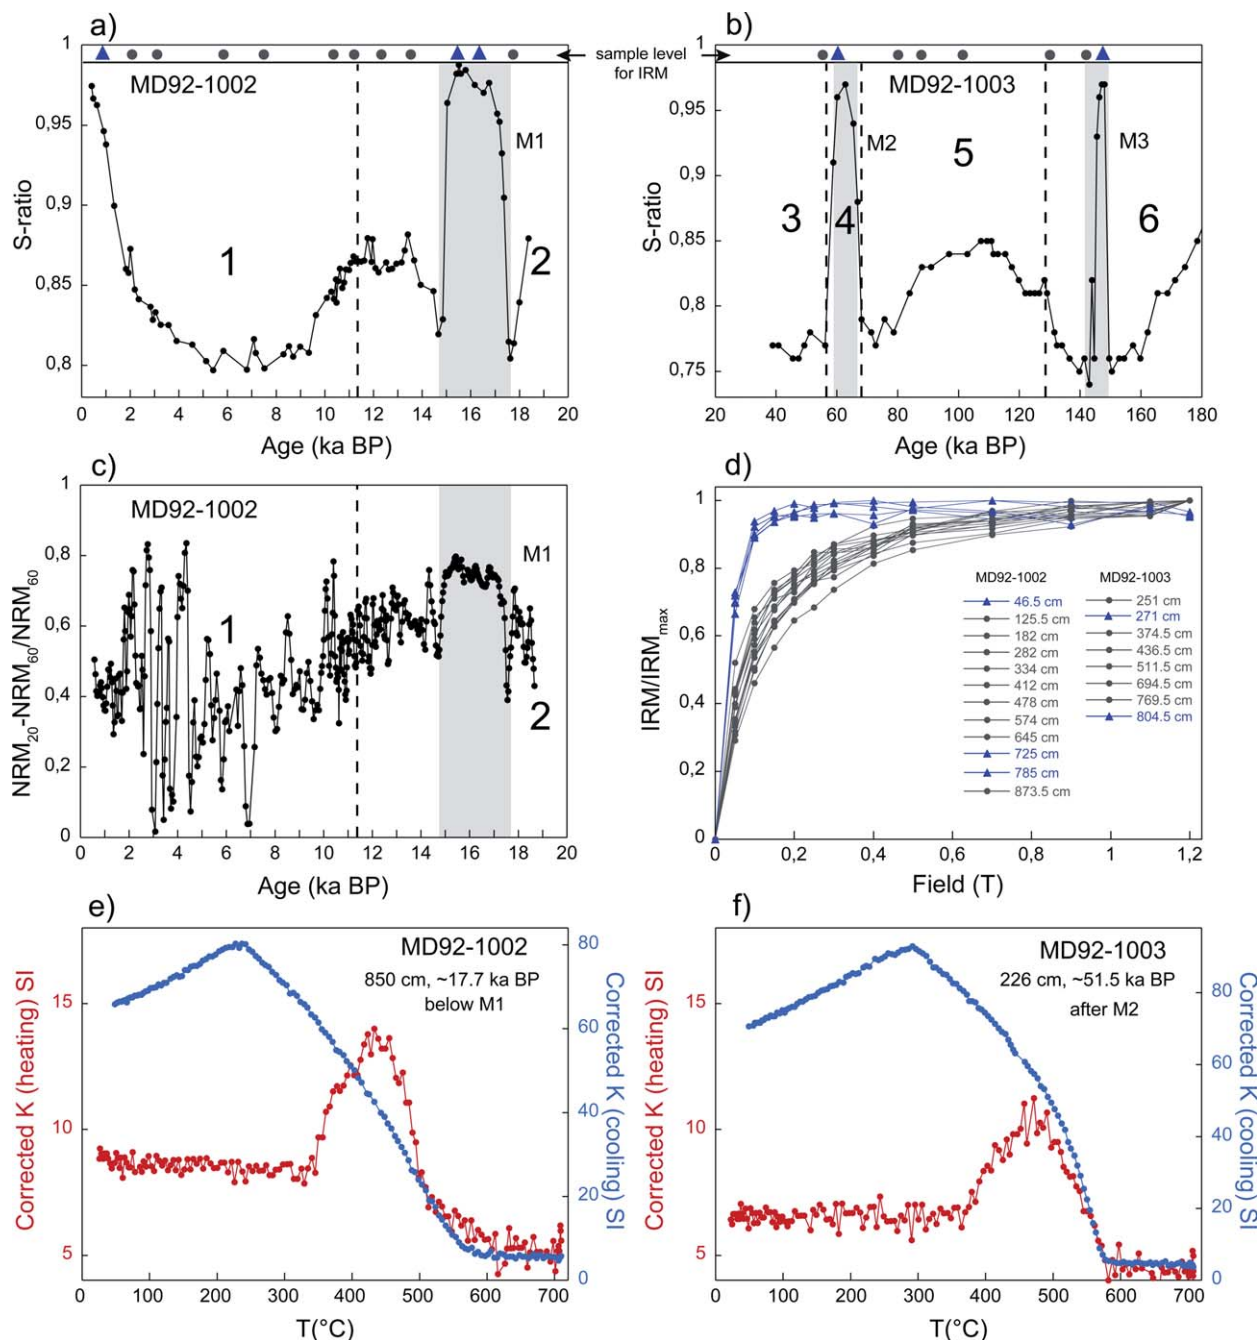 a)
sample level
for IRM
b)
1
0,95
0,9
0,85
0,8
S-ratio
MD92-1002
M1
1
2
0 2 4 6 8 10 12 14 16 18 20
Age (ka BP)
1
0,95
0,85
0,8
0,75
S-ratio
MD92-1003
M2
M3
3
4
5
6
20 40 60 80 100 120 140 160 180
Age (ka BP)
c)
1
0,8
0,6
0,4
0,2
0
NRM20-NRM60/NRM60
MD92-1002
M1
1
2
0 2 4 6 8 10 12 14 16 18 20
Age (ka BP)
d)
1
0,8
0,6
0,4
0,2
0
IRM/IRMmax
MD92-1002
46.5 cm
125.5 cm
182 cm
282 cm
334 cm
412 cm
478 cm
574 cm
645 cm
725 cm
785 cm
873.5 cm
MD92-1003
251 cm
271 cm
374.5 cm
436.5 cm
511.5 cm
694.5 cm
769.5 cm
804.5 cm
0 0,2 0,4 0,6 0,8 1 1,2
Field (T)
e)
15
10
5
Corrected K (heating) SI
MD92-1002
850 cm, ~17.7 ka BP
below M1
80
60
40
20
0
Corrected K (cooling) SI
0 100 200 300 400 500 600 700
T(°C)
f)
15
10
5
Corrected K (heating) SI
MD92-1003
226 cm, ~51.5 ka BP
after M2
80
60
40
20
0
Corrected K (cooling) SI
0 100 200 300 400 500 600 700
T(°C)